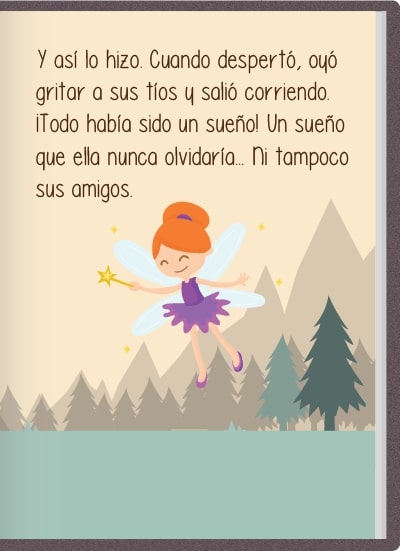 Y así lo hizo. Cuando despertó, oyó
gritar a sus tíos y salió corriendo.
¡Todo había sido un sueño! Un sueño
que ella nunca olvidaría... Ni tampoco
sus amigos.